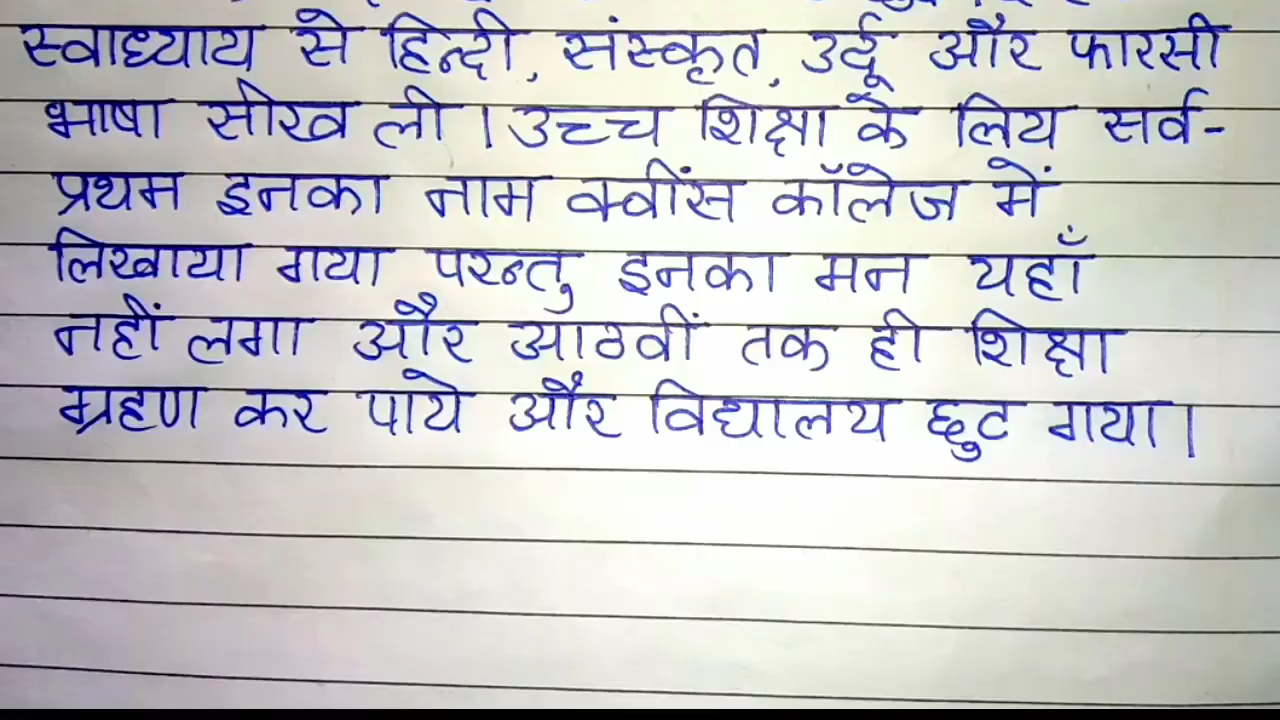 स्वाध्याय से हिन्दी, संस्कृत, उर्दू और फारसी
भाषा सीख ली। उच्च शिक्षा के लिय सर्व-
प्रथम इनका नाम क्वींस कॉलेज में
लिखाया गया परन्तु इनका मन यहाँ
नहीं लगा और आठवीं तक ही शिक्षा
ग्रहण कर पाये और विद्यालय छुट गया।